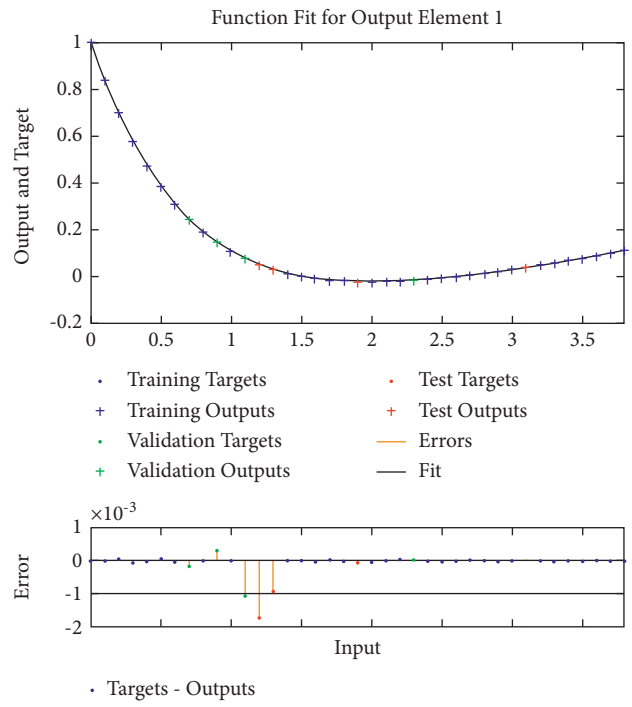 Function Fit for Output Element 1
Output and Target
1
0.8
0.6
0.4
0.2
0
-0.2
0 0.5 1 1.5 2 2.5 3 3.5
Training Targets
Training Outputs
Validation Targets
Validation Outputs
Test Targets
Test Outputs
Errors
Fit
×10-3
Error
1
0
-1
-2
Input
Targets - Outputs